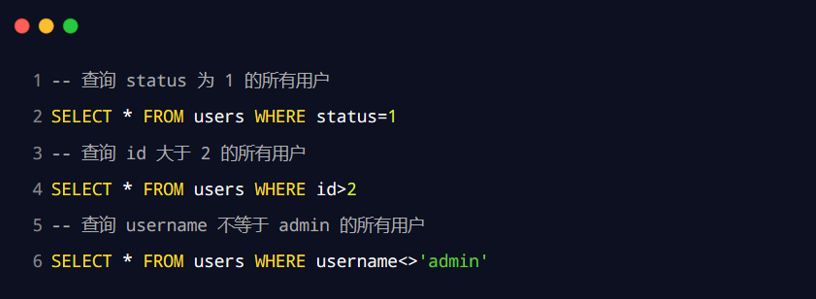 1 -- 查询 status 为 1 的所有用户
2 SELECT * FROM users WHERE status=1
3 -- 查询 id 大于 2 的所有用户
4 SELECT * FROM users WHERE id>2
5 -- 查询 username 不等于 admin 的所有用户
6 SELECT * FROM users WHERE username<>'admin'